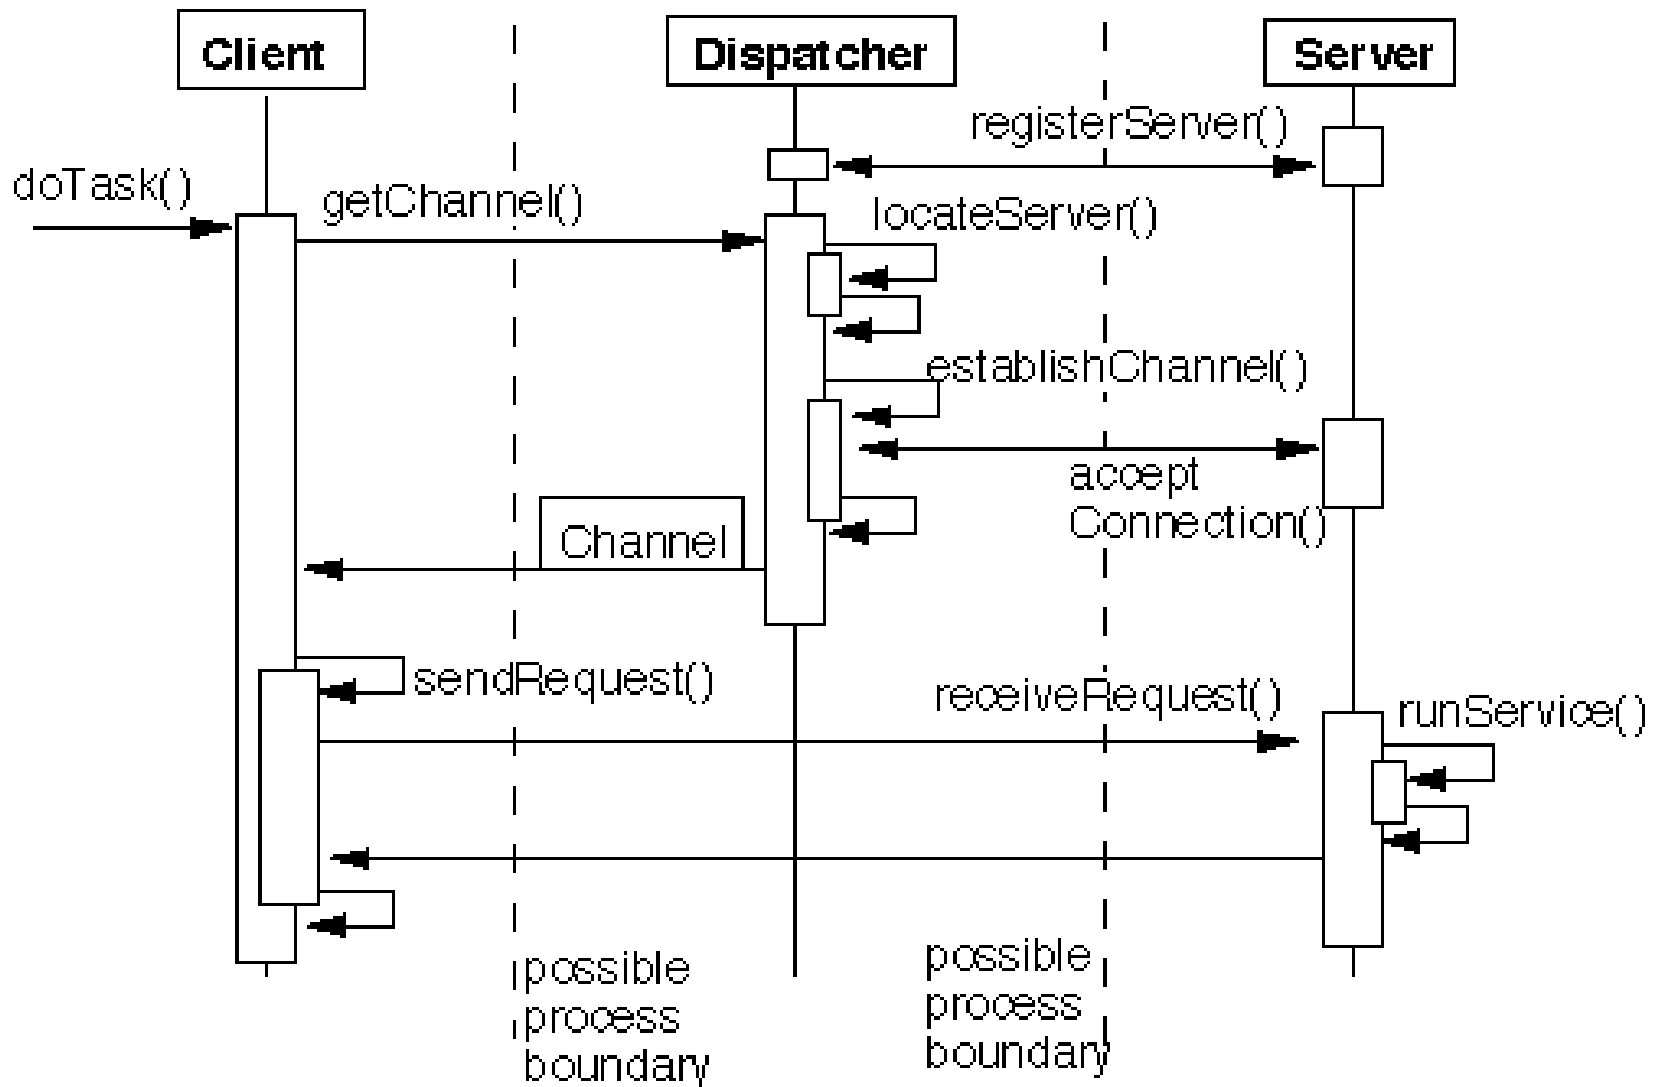 Client
Dispatcher
Server
registerServer()
doTask()
getChannel()
locateServer()
establishChannel()
accept
Connection()
Channel
sendRequest()
receiveRequest()
runService()
possible
process
boundary
possible
process
boundary